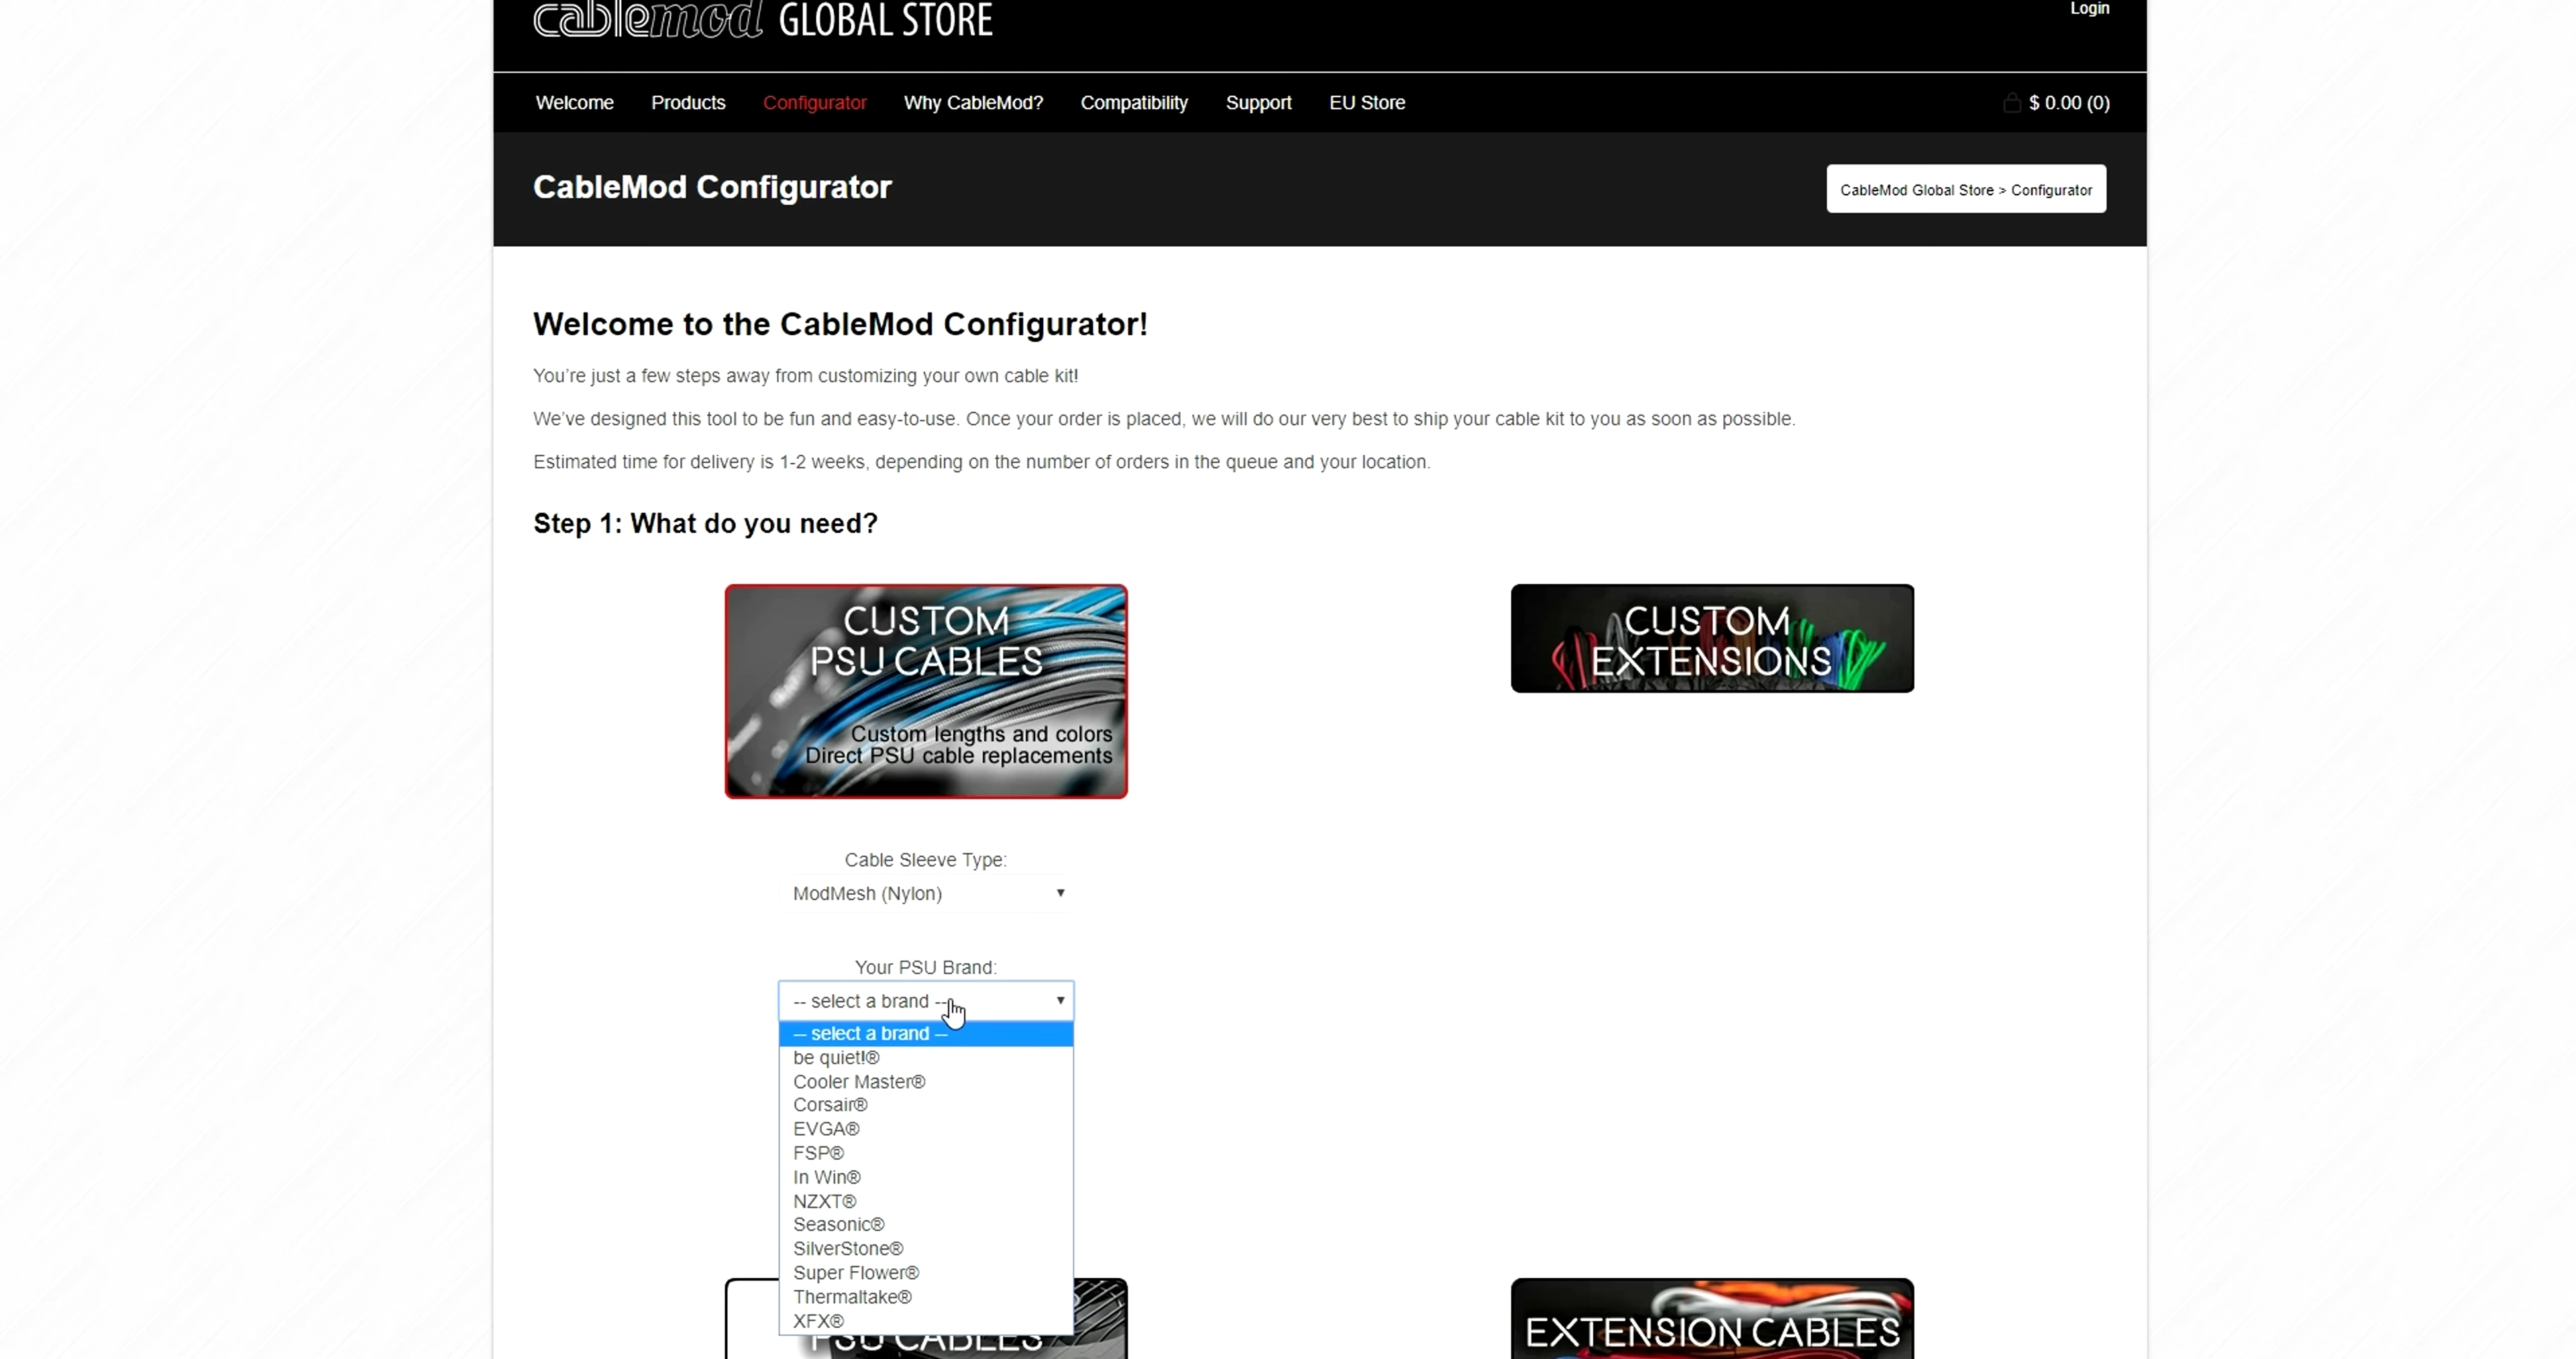 cablemod GLOBAL STORE
Login
Welcome Products Configurator Why CableMod? Compatibility Support EU Store $ 0.00 (0)
CableMod Configurator
CableMod Global Store > Configurator
Welcome to the CableMod Configurator!
You’re just a few steps away from customizing your own cable kit!
We’ve designed this tool to be fun and easy-to-use. Once your order is placed, we will do our very best to ship your cable kit to you as soon as possible.
Estimated time for delivery is 1-2 weeks, depending on the number of orders in the queue and your location.
Step 1: What do you need?
CUSTOM
PSU CABLES
Custom lengths and colors
Direct PSU cable replacements
CUSTOM
EXTENSIONS
Cable Sleeve Type:
ModMesh (Nylon)
Your PSU Brand:
-- select a brand --
-- select a brand --
be quiet!®
Cooler Master®
Corsair®
EVGA®
FSP®
In Win®
NZXT®
Seasonic®
SilverStone®
Super Flower®
Thermaltake®
XFX®
PSU CABLES
EXTENSION CABLES